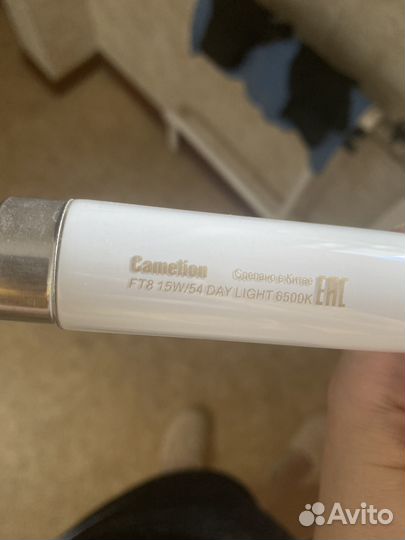 Camelion Сделано в Китае
FT8 15W/54 DAY LIGHT 6500K EAC
Avito